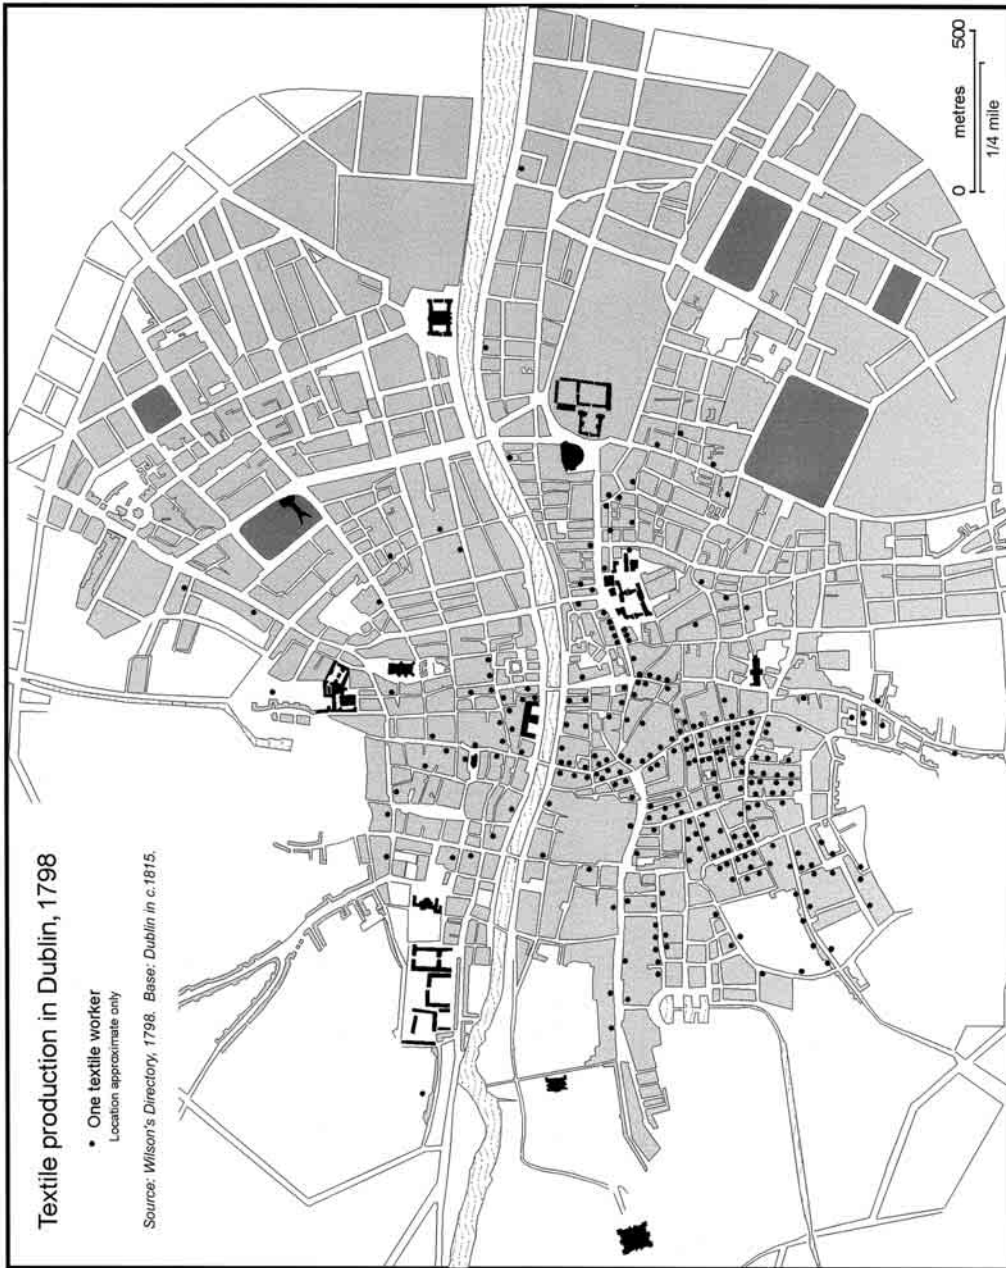 Textile production in Dublin, 1798
• One textile worker
Location approximate only
Source: Wilson's Directory, 1798. Base: Dublin in c.1815.
0 metres 500
1/4 mile